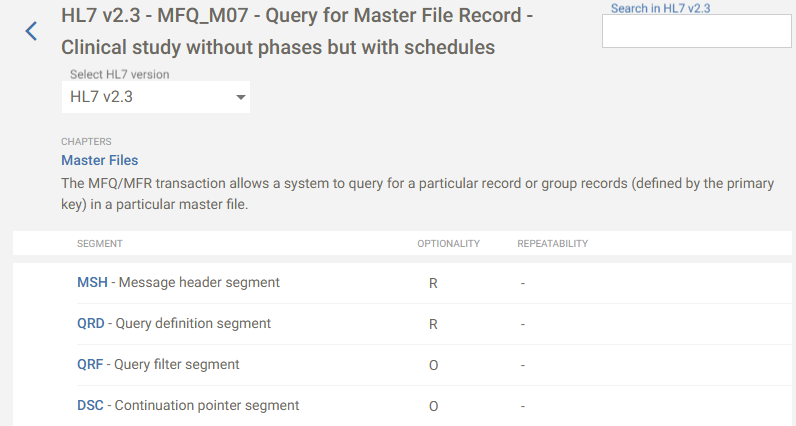 HL7 v2.3 - MFQ_M07 - Query for Master File Record -
Clinical study without phases but with schedules
Search in HL7 v2.3
Select HL7 version
HL7 v2.3
CHAPTERS
Master Files
The MFQ/MFR transaction allows a system to query for a particular record or group records (defined by the primary
key) in a particular master file.
SEGMENT OPTIONALITY REPEATABILITY
MSH - Message header segment R -
QRD - Query definition segment R -
QRF - Query filter segment O -
DSC - Continuation pointer segment O -